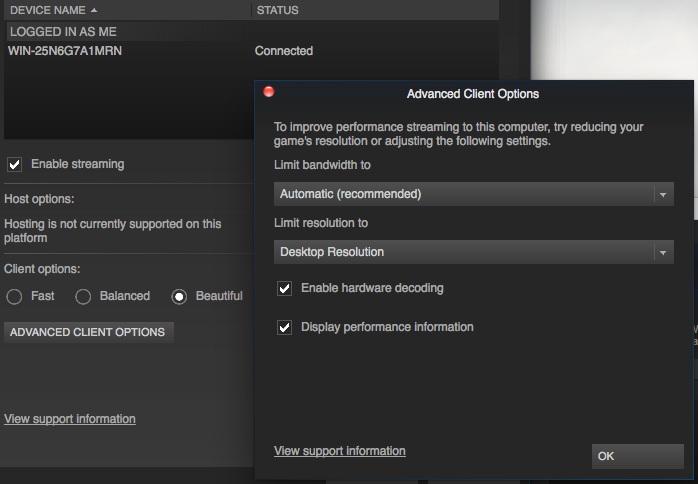 DEVICE NAME STATUS
LOGGED IN AS ME
WIN-25N6G7A1MRN Connected
Enable streaming
Host options:
Hosting is not currently supported on this
platform
Client options:
Fast Balanced Beautiful
ADVANCED CLIENT OPTIONS
View support information
Advanced Client Options
To improve performance streaming to this computer, try reducing your
game's resolution or adjusting the following settings.
Limit bandwidth to
Automatic (recommended)
Limit resolution to
Desktop Resolution
Enable hardware decoding
Display performance information
View support information
OK